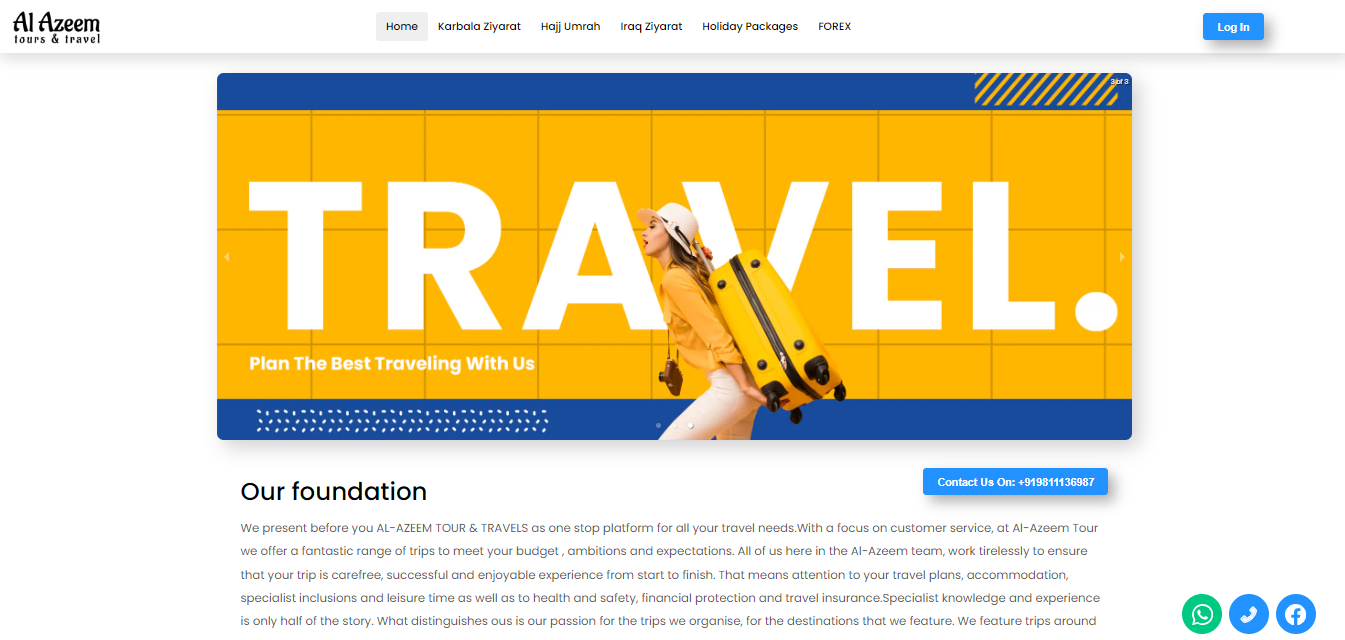 Al Azeem
tours & travel
Home Karbala Ziyarat Hajj Umrah Iraq Ziyarat Holiday Packages FOREX
Log In
3 of 3
TRAVEL.
Plan The Best Traveling With Us
Our foundation
Contact Us On: +919811136987
We present before you AL-AZEEM TOUR & TRAVELS as one stop platform for all your travel needs.With a focus on customer service, at Al-Azeem Tour
we offer a fantastic range of trips to meet your budget , ambitions and expectations. All of us here in the Al-Azeem team, work tirelessly to ensure
that your trip is carefree, successful and enjoyable experience from start to finish. That means attention to your travel plans, accommodation,
specialist inclusions and leisure time as well as to health and safety, financial protection and travel insurance.Specialist knowledge and experience
is only half of the story. What distinguishes ous is our passion for the trips we organise, for the destinations that we feature. We feature trips around